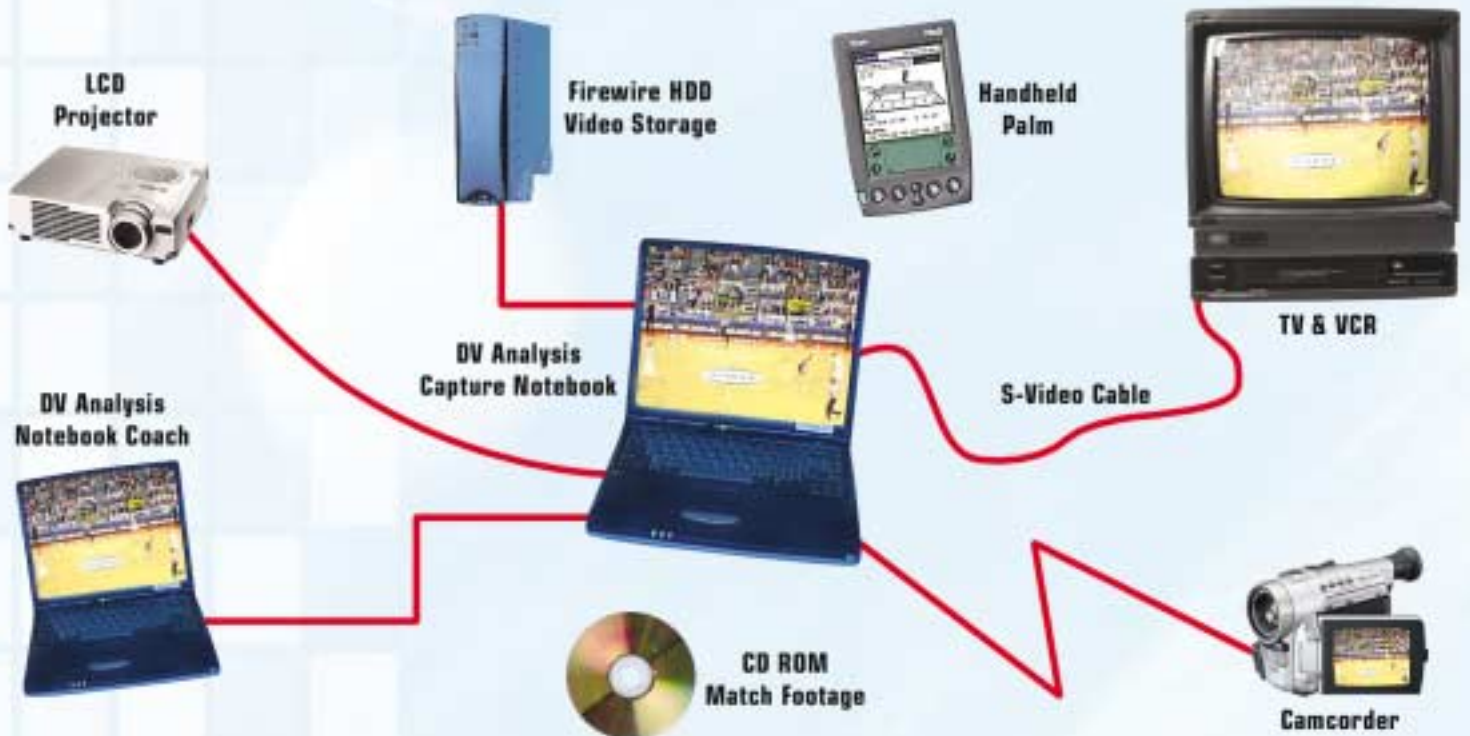 LCD
Projector
Firewire HDD
Video Storage
Handheld
Palm
TV & VCR
DV Analysis
Capture Notebook
S-Video Cable
DV Analysis
Notebook Coach
CD ROM
Match Footage
Camcorder